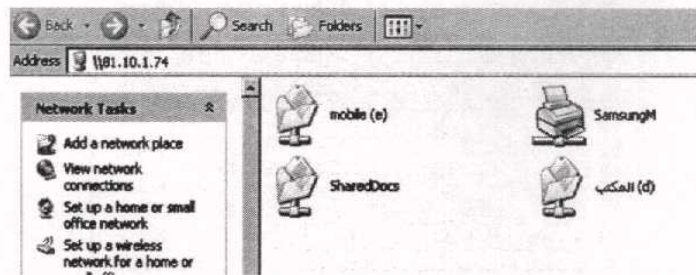 Back Search Folders
Address \\81.10.1.74
Network Tasks
Add a network place
View network
connections
Set up a home or small
office network
Set up a wireless
network for a home or
mobile (e)
SamsungM
SharedDocs
المكتب (d)